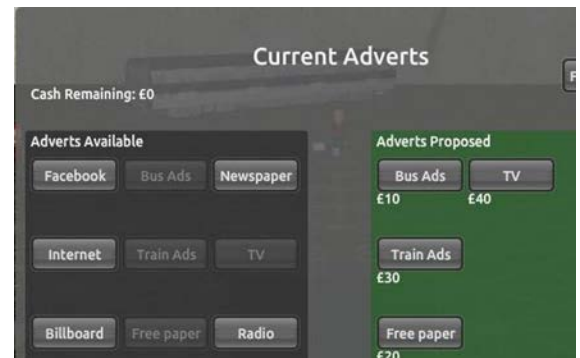 Current Adverts
F
Cash Remaining: £0
Adverts Available
Facebook Bus Ads Newspaper
Internet Train Ads TV
Billboard Free paper Radio
Adverts Proposed
Bus Ads TV
£10 £40
Train Ads
£30
Free paper
£20